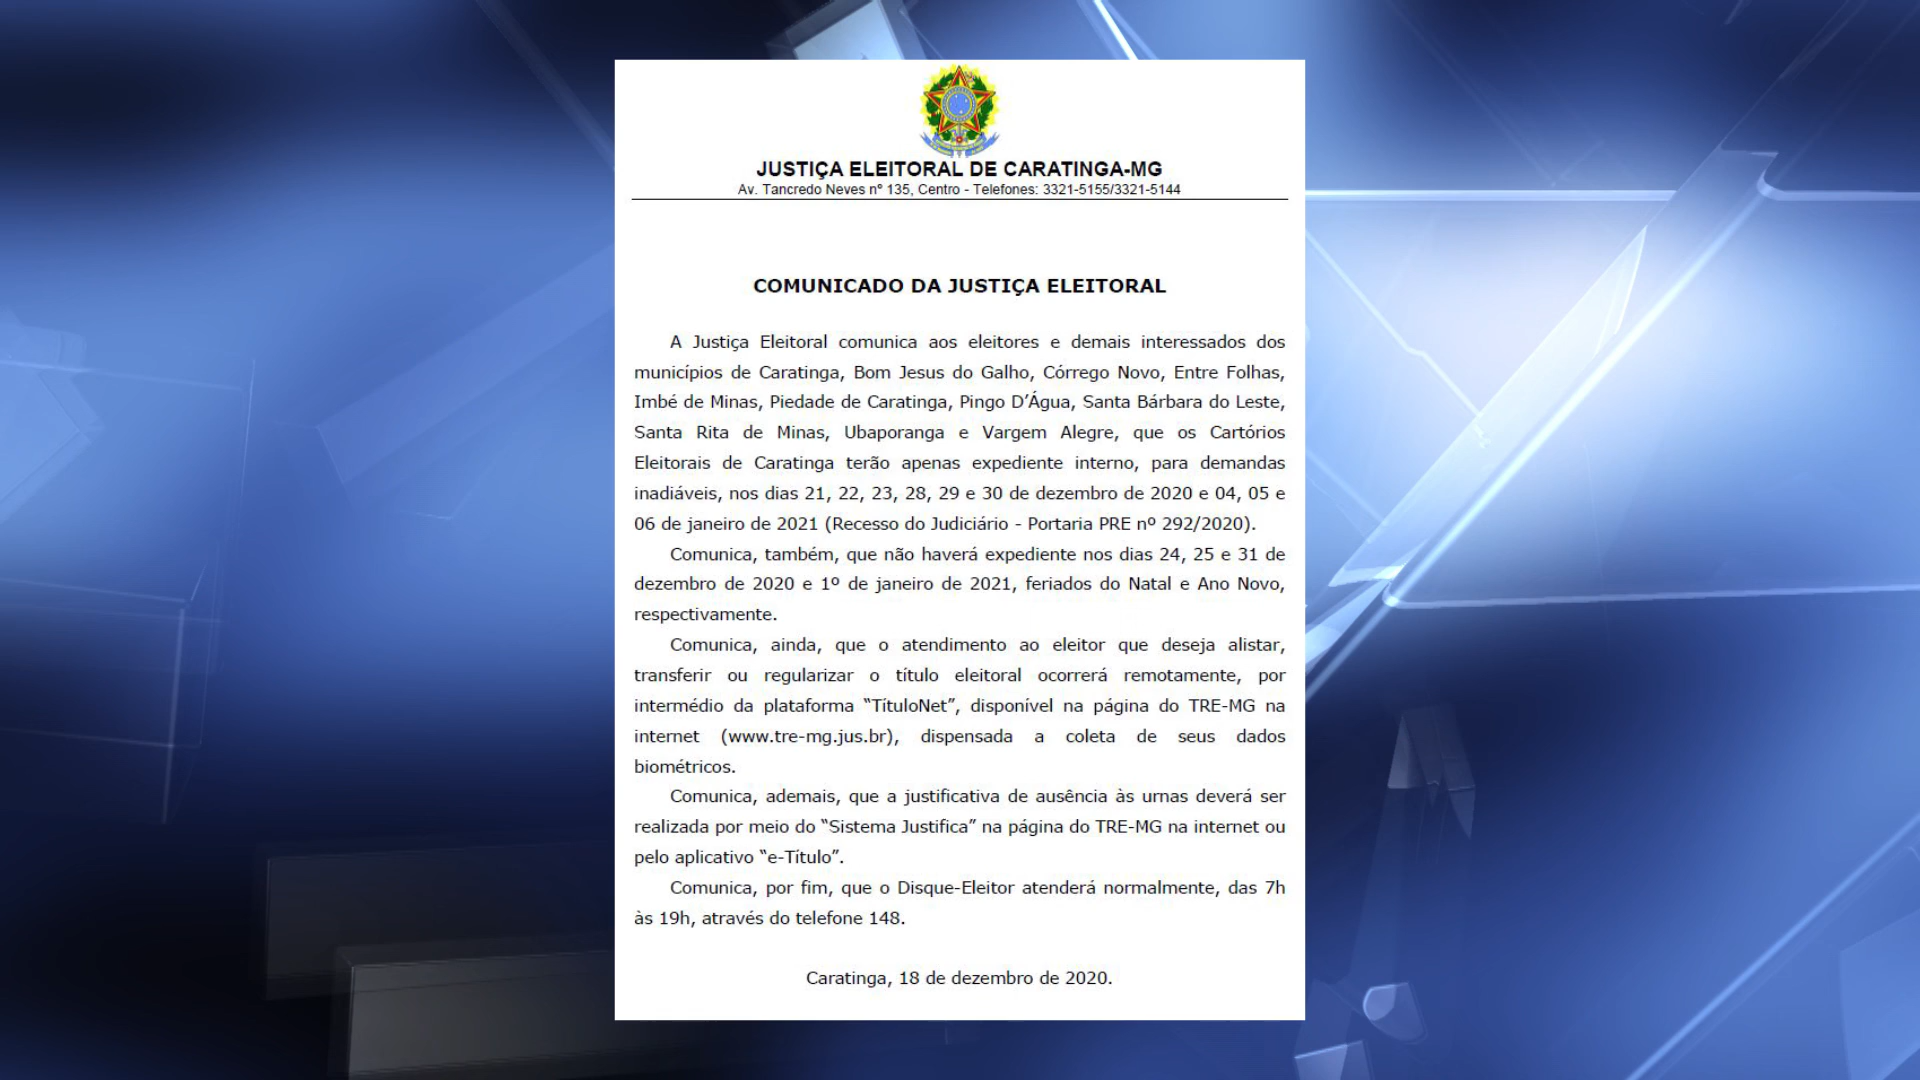 JUSTIÇA ELEITORAL DE CARATINGA-MG
Av. Tancredo Neves nº 135, Centro - Telefones: 3321-5155/3321-5144
COMUNICADO DA JUSTIÇA ELEITORAL
A Justiça Eleitoral comunica aos eleitores e demais interessados dos
municípios de Caratinga, Bom Jesus do Galho, Córrego Novo, Entre Folhas,
Imbé de Minas, Piedade de Caratinga, Pingo D’Água, Santa Bárbara do Leste,
Santa Rita de Minas, Ubaporanga e Vargem Alegre, que os Cartórios
Eleitorais de Caratinga terão apenas expediente interno, para demandas
inadiáveis, nos dias 21, 22, 23, 28, 29 e 30 de dezembro de 2020 e 04, 05 e
06 de janeiro de 2021 (Recesso do Judiciário - Portaria PRE nº 292/2020).
Comunica, também, que não haverá expediente nos dias 24, 25 e 31 de
dezembro de 2020 e 1º de janeiro de 2021, feriados do Natal e Ano Novo,
respectivamente.
Comunica, ainda, que o atendimento ao eleitor que deseja alistar,
transferir ou regularizar o título eleitoral ocorrerá remotamente, por
intermédio da plataforma “TítuloNet”, disponível na página do TRE-MG na
internet (www.tre-mg.jus.br), dispensada a coleta de seus dados
biométricos.
Comunica, ademais, que a justificativa de ausência às urnas deverá ser
realizada por meio do “Sistema Justifica” na página do TRE-MG na internet ou
pelo aplicativo “e-Título”.
Comunica, por fim, que o Disque-Eleitor atenderá normalmente, das 7h
às 19h, através do telefone 148.
Caratinga, 18 de dezembro de 2020.